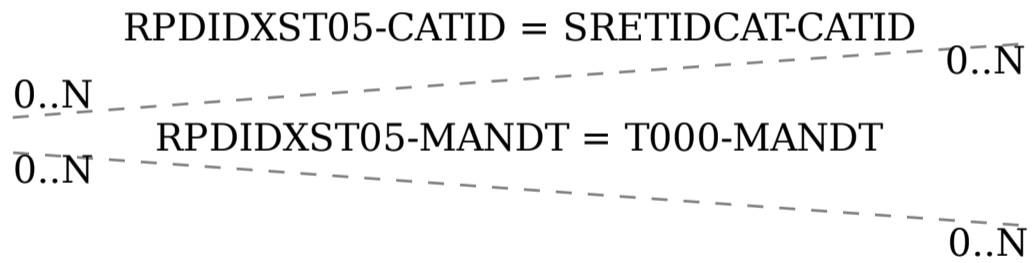 RPDIDXST05-CATID = SRETIDCAT-CATID
0..N
0..N
RPDIDXST05-MANDT = T000-MANDT
0..N
0..N